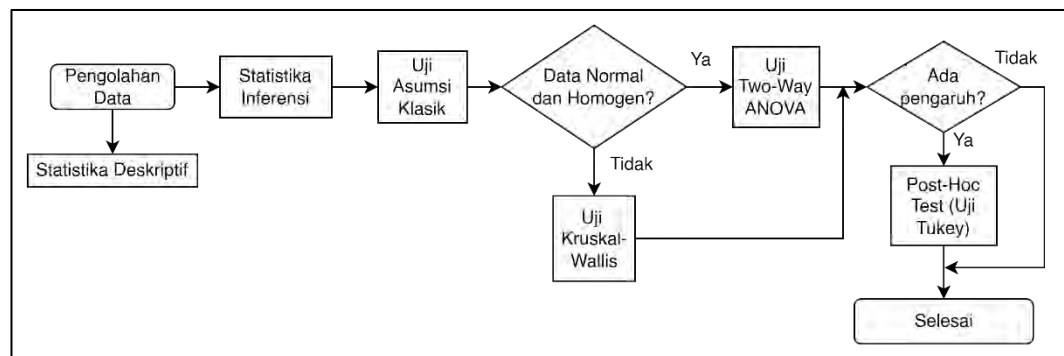 Pengolahan
Data
Statistika Deskriptif
Statistika
Inferensi
Uji
Asumsi
Klasik
Data Normal
dan Homogen?
Ya
Tidak
Uji
Two-Way
ANOVA
Uji
Kruskal-
Wallis
Ada
pengaruh?
Tidak
Ya
Post-Hoc
Test (Uji
Tukey)
Selesai